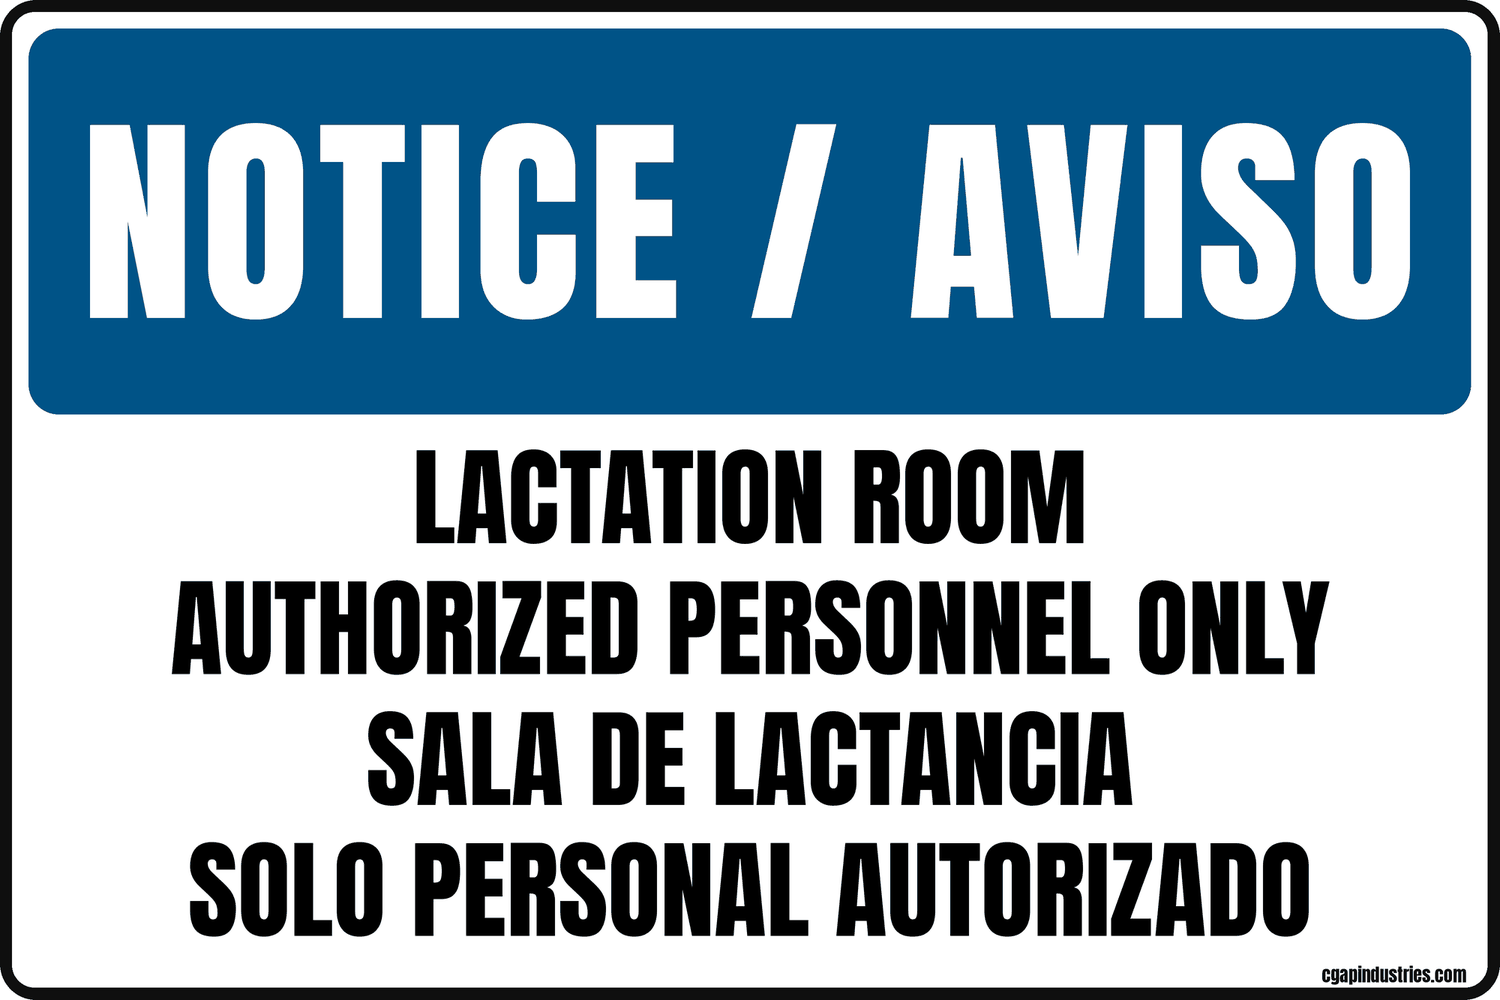 NOTICE / AVISO
LACTATION ROOM
AUTHORIZED PERSONNEL ONLY
SALA DE LACTANCIA
SOLO PERSONAL AUTORIZADO
cgapindustries.com